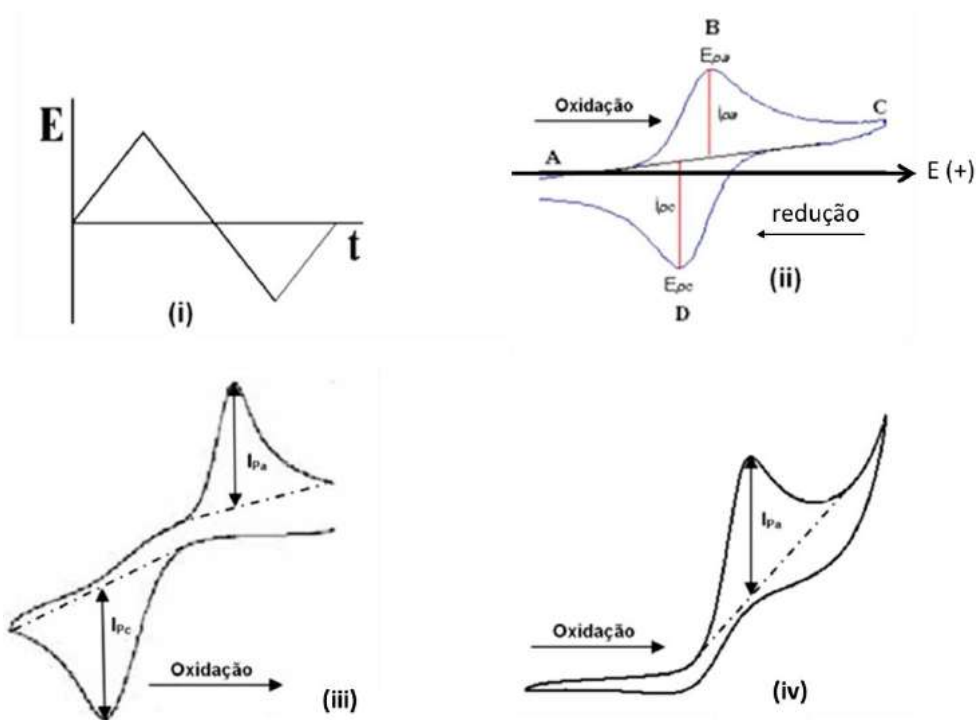 E
t
(i)
B
Epa
Oxidação
ipa
C
A
E (+)
ipc
redução
Epc
D
(ii)
Ipa
Ipc
Oxidação
(iii)
Ipa
Oxidação
(iv)